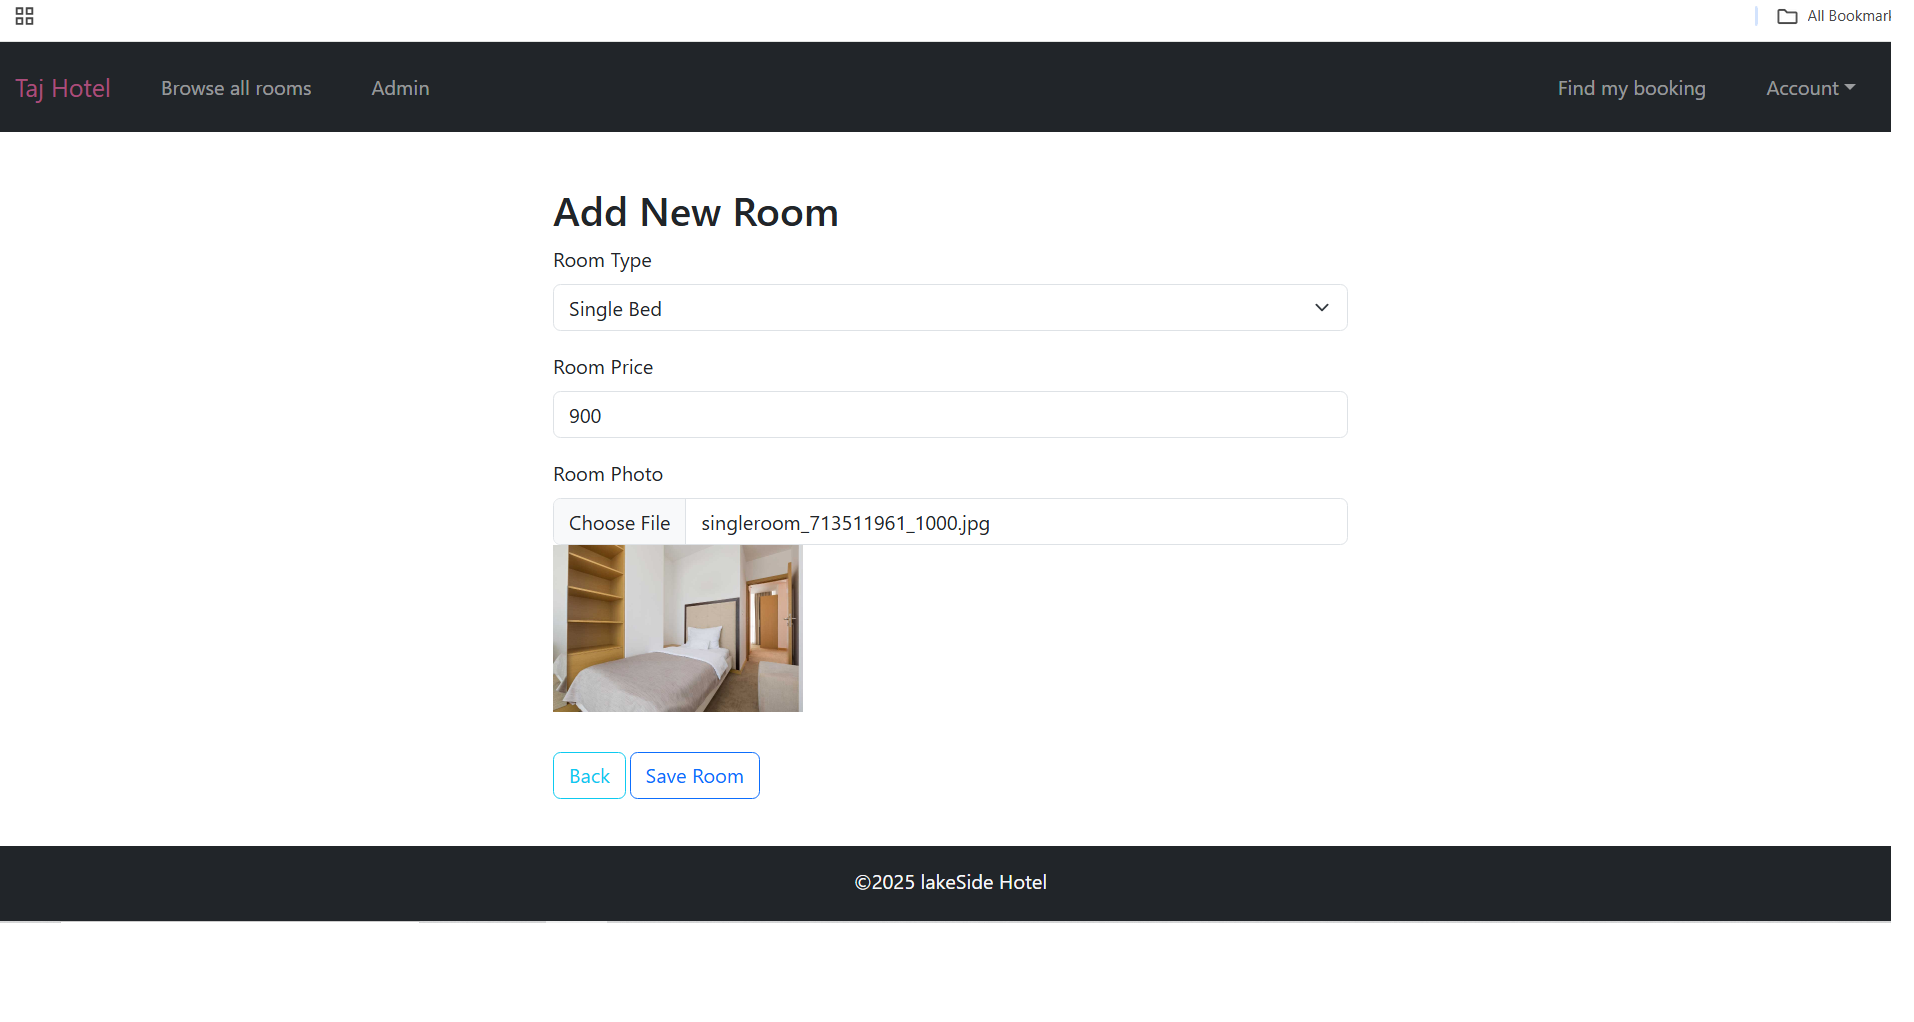 All Bookmark
Taj Hotel Browse all rooms Admin Find my booking Account
Add New Room
Room Type
Single Bed
Room Price
900
Room Photo
Choose File singleroom_713511961_1000.jpg
Back Save Room
©2025 lakeSide Hotel